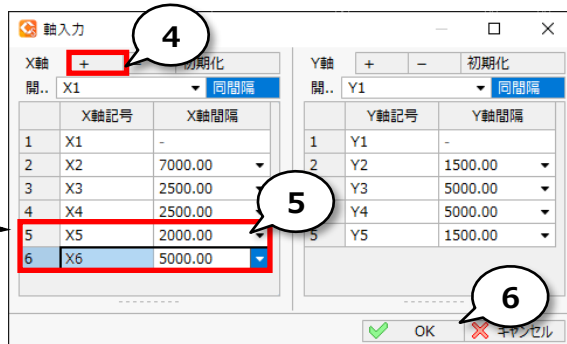 軸入力
4
X軸 + - 初期化
開.. X1 同間隔
X軸記号 X軸間隔
1 X1 -
2 X2 7000.00
3 X3 2500.00
4 X4 2500.00
5 X5 2000.00
6 X6 5000.00
5
Y軸 + - 初期化
開.. Y1 同間隔
Y軸記号 Y軸間隔
1 Y1 -
2 Y2 1500.00
3 Y3 5000.00
4 Y4 5000.00
5 Y5 1500.00
6
OK キャンセル